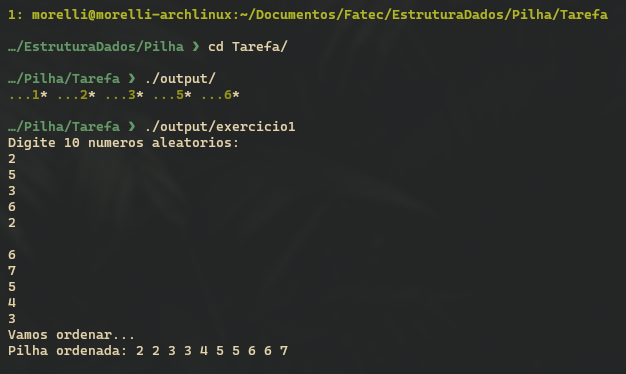 1: morelli@morelli-archlinux:~/Documentos/Fatec/EstruturaDados/Pilha/Tarefa
…/EstruturaDados/Pilha ❯ cd Tarefa/
…/Pilha/Tarefa ❯ ./output/
...1* ...2* ...3* ...5* ...6*
…/Pilha/Tarefa ❯ ./output/exercicio1
Digite 10 numeros aleatorios:
2
5
3
6
2
6
7
5
4
3
Vamos ordenar...
Pilha ordenada: 2 2 3 3 4 5 5 6 6 7